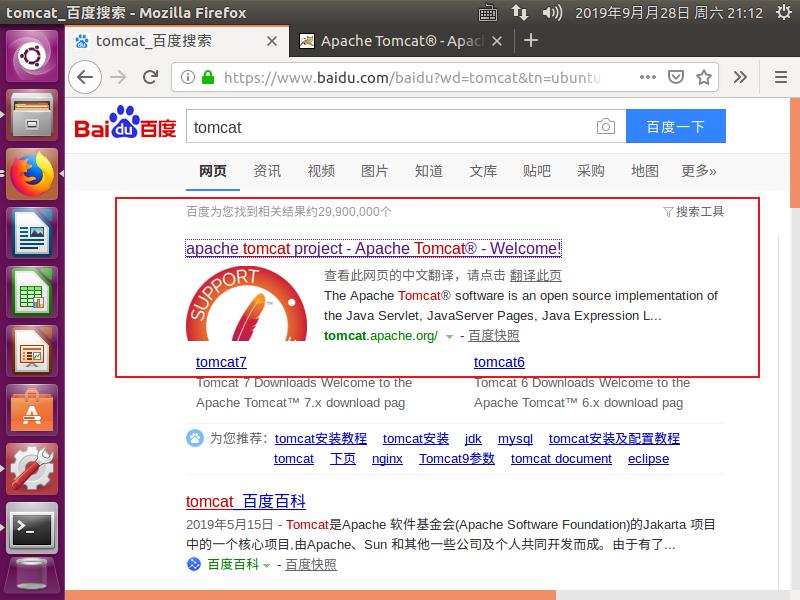 tomcat_百度搜索 - Mozilla Firefox
2019年9月月28日 周六 21:12
tomcat_百度搜索
Apache Tomcat® - Apac
https://www.baidu.com/baidu?wd=tomcat&tn=ubuntu
Bai du 百度
tomcat
百度一下
网页 资讯 视频 图片 知道 文库 贴吧 采购 地图 更多»
百度为您找到相关结果约29,900,000个
搜索工具
apache tomcat project - Apache Tomcat® - Welcome!
SUPPORT
查看此网页的中文翻译，请点击 翻译此页
The Apache Tomcat® software is an open source implementation of
the Java Servlet, JavaServer Pages, Java Expression L...
tomcat.apache.org/ - 百度快照
tomcat7
Tomcat 7 Downloads Welcome to the
Apache Tomcat™ 7.x download pag
tomcat6
Tomcat 6 Downloads Welcome to the
Apache Tomcat™ 6.x download pag
为您推荐: tomcat安装教程 tomcat安装 jdk mysql tomcat安装及配置教程
tomcat 下页 nginx Tomcat9参数 tomcat document eclipse
tomcat_百度百科
2019年5月15日 - Tomcat是Apache 软件基金会(Apache Software Foundation)的Jakarta 项目
中的一个核心项目,由Apache、Sun 和其他一些公司及个人共同开发而成。由于有了...
百度百科 - 百度快照